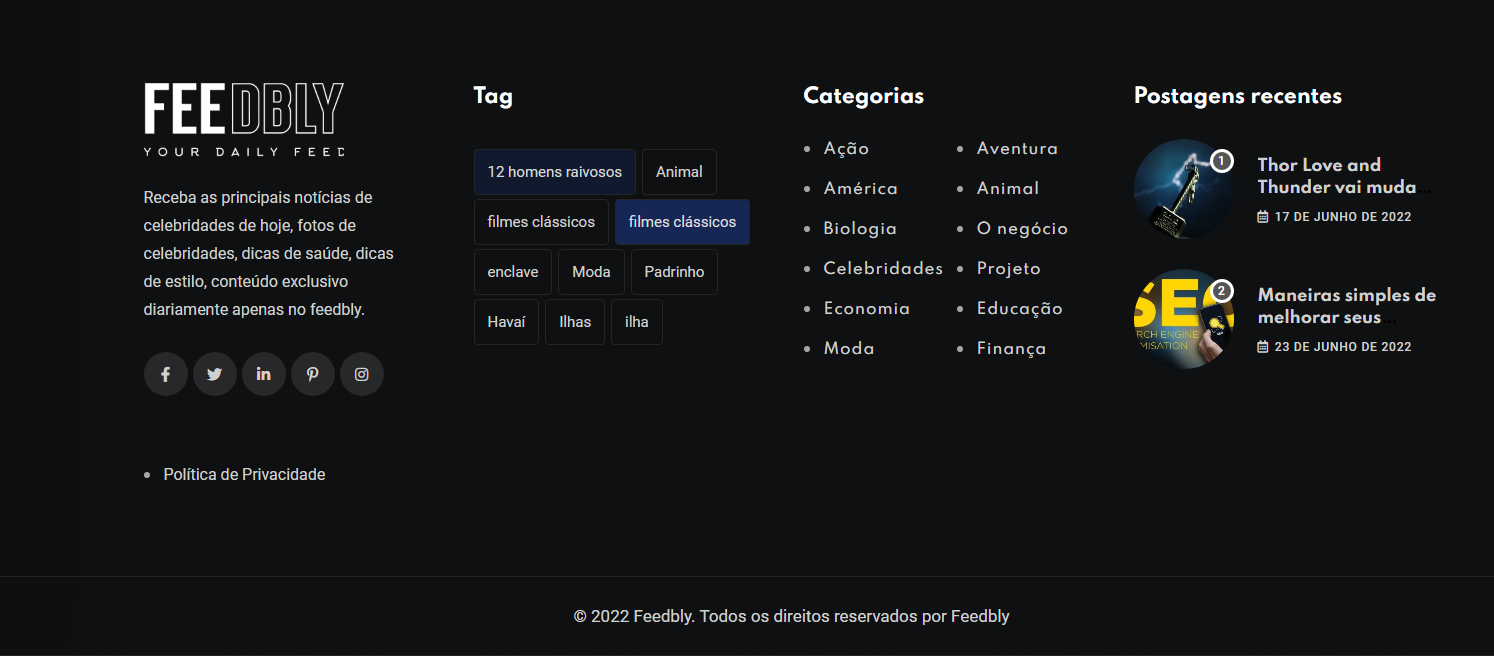 FEEDBLY
YOUR DAILY FEED
Receba as principais notícias de
celebridades de hoje, fotos de
celebridades, dicas de saúde, dicas
de estilo, conteúdo exclusivo
diariamente apenas no feedbly.
Política de Privacidade
Tag
12 homens raivosos
Animal
filmes clássicos
filmes clássicos
enclave
Moda
Padrinho
Havaí
Ilhas
ilha
Categorias
Ação
América
Biologia
Celebridades
Economia
Moda
Aventura
Animal
O negócio
Projeto
Educação
Finança
Postagens recentes
1
Thor Love and
Thunder vai muda...
17 DE JUNHO DE 2022
SEO
RCH ENGINE
MISATION
2
Maneiras simples de
melhorar seus ...
23 DE JUNHO DE 2022
© 2022 Feedbly. Todos os direitos reservados por Feedbly